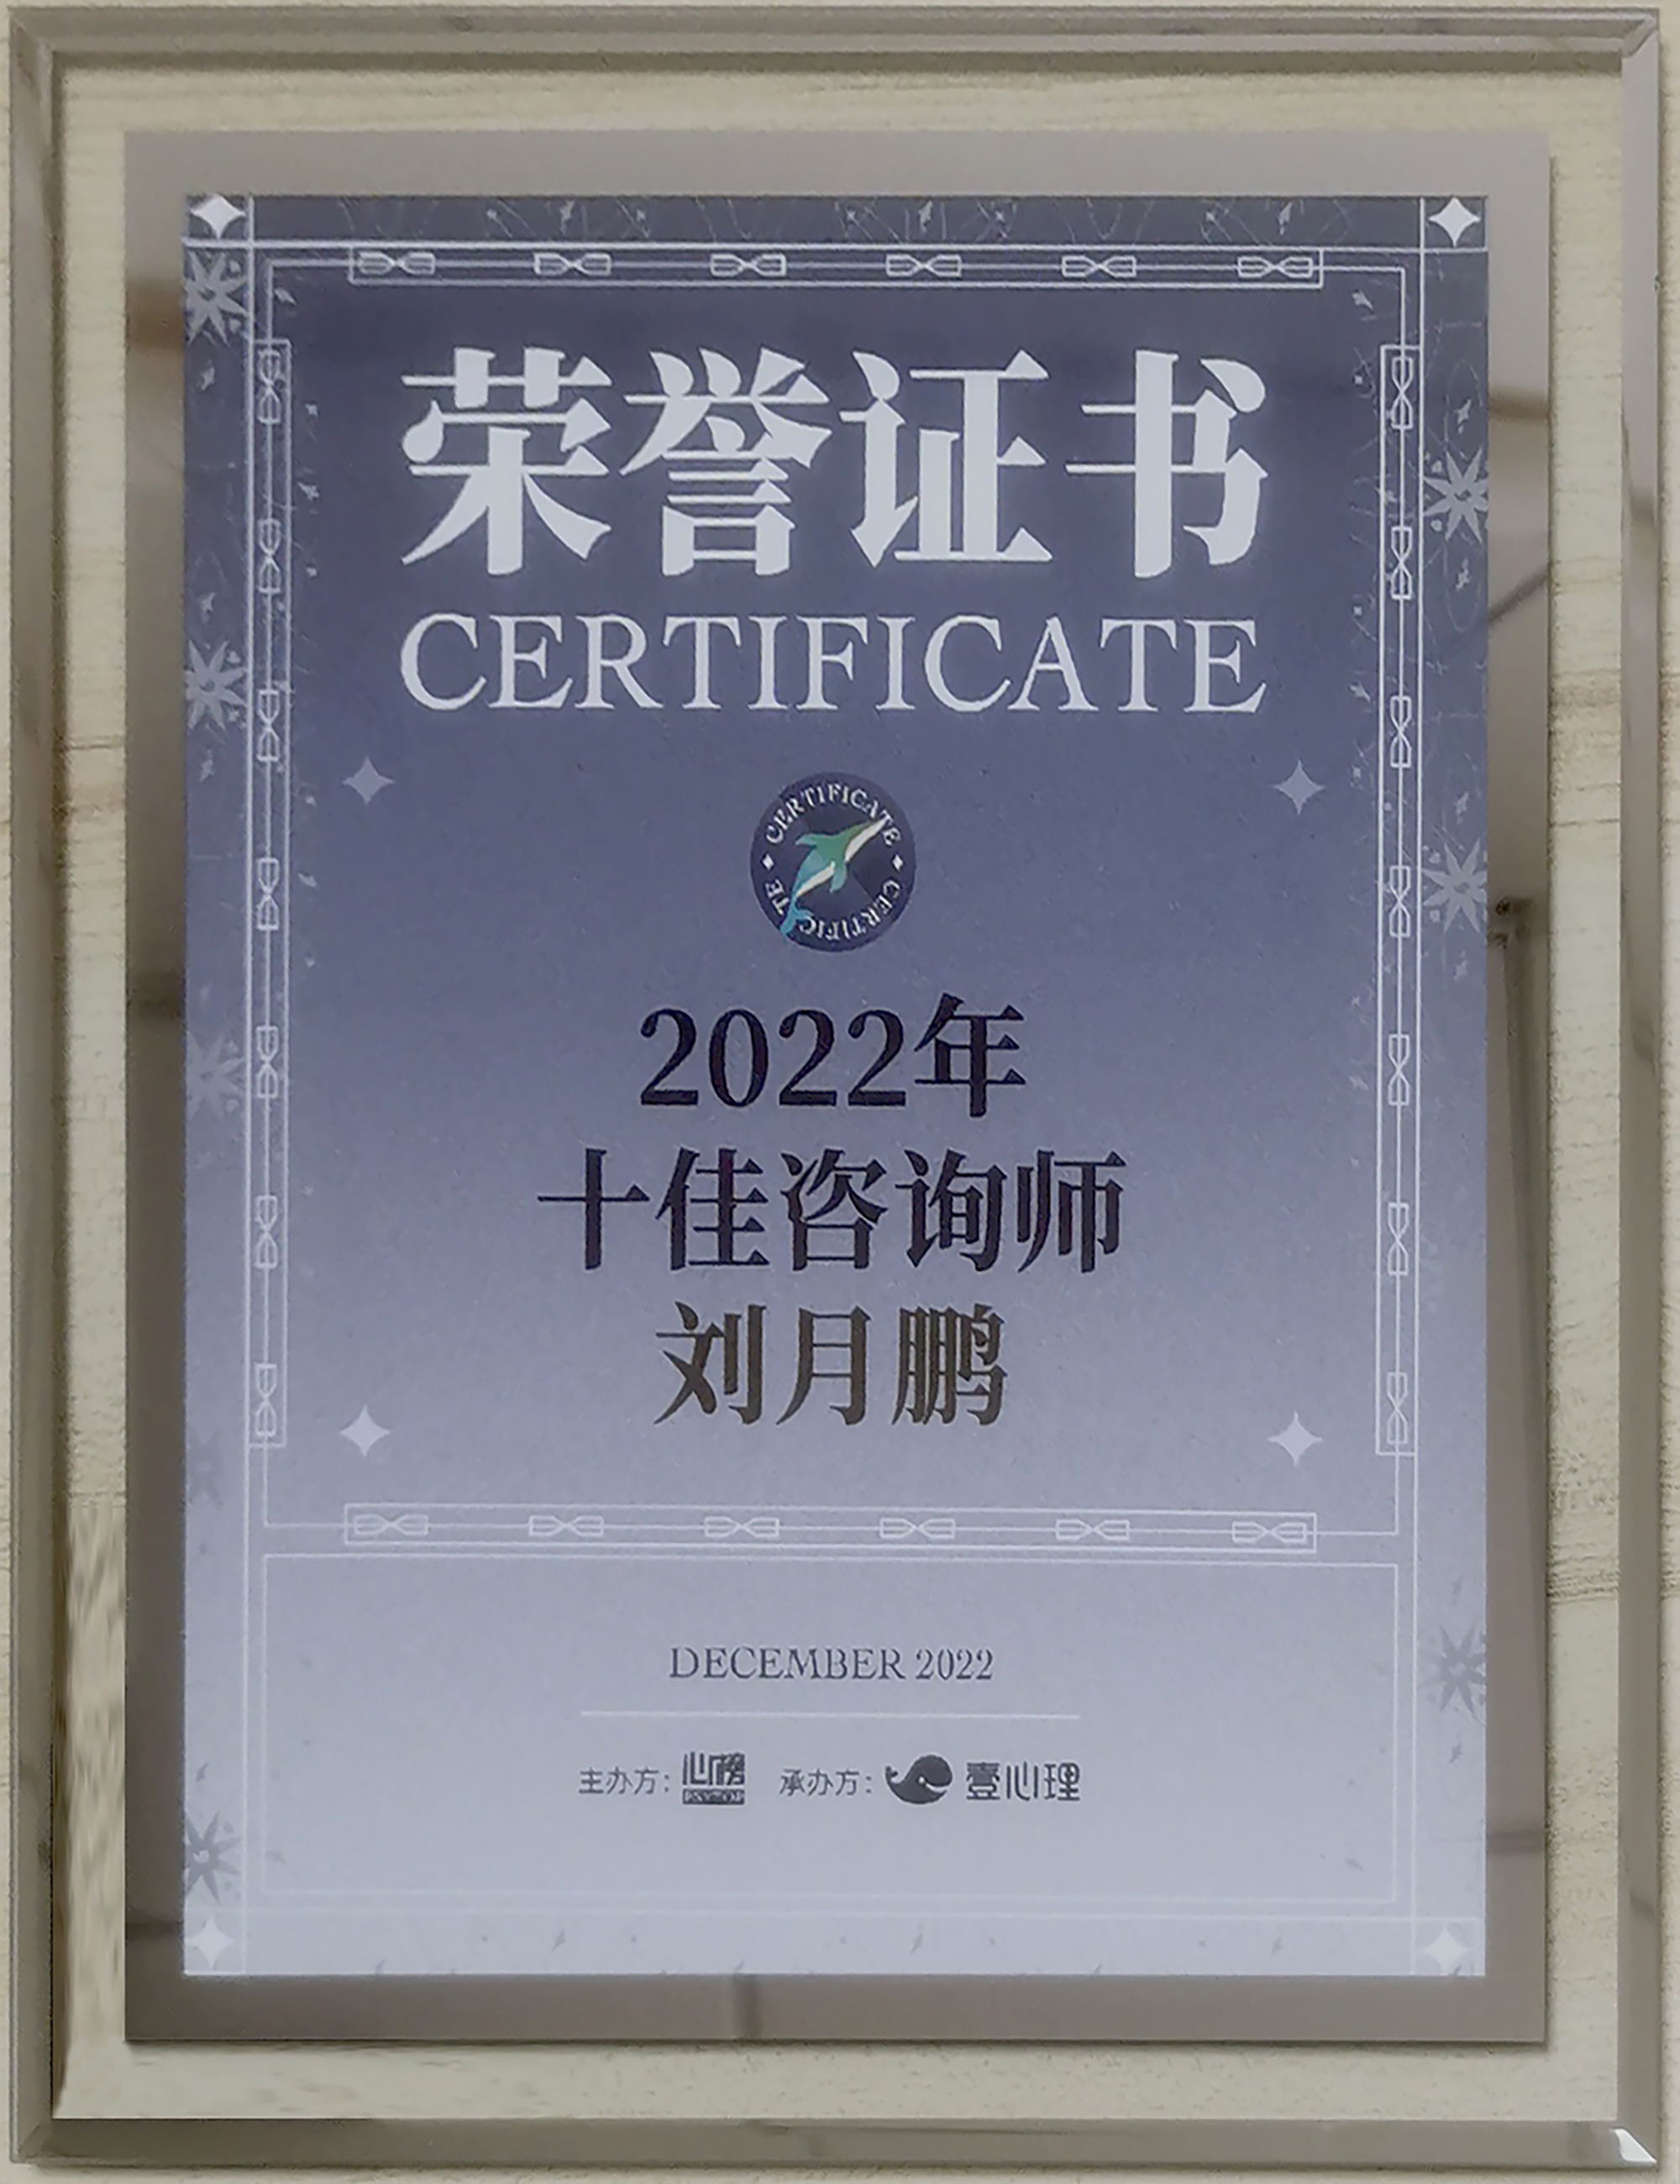 荣誉证书
CERTIFICATE
CERTIFICATE
2022年
十佳咨询师
刘月鹏
DECEMBER 2022
主办方：心榜 承办方：壹心理